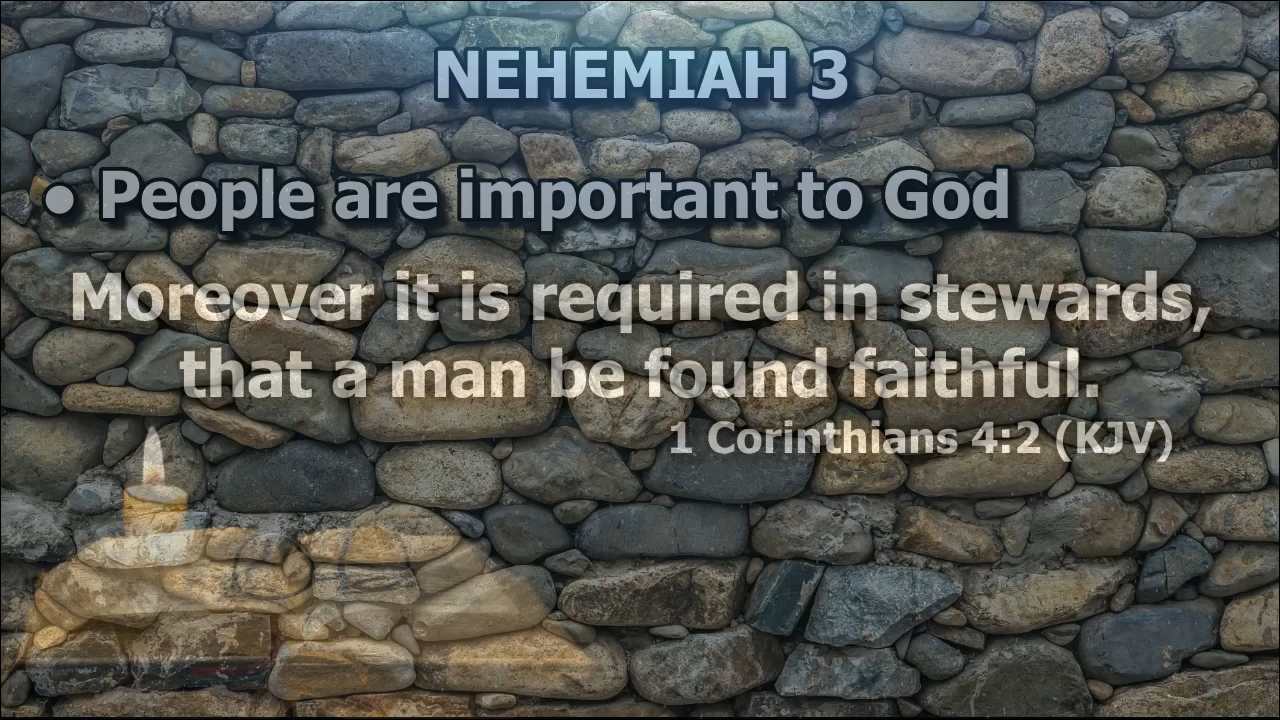 NEHEMIAH 3
• People are important to God
Moreover it is required in stewards,
that a man be found faithful.
1 Corinthians 4:2 (KJV)